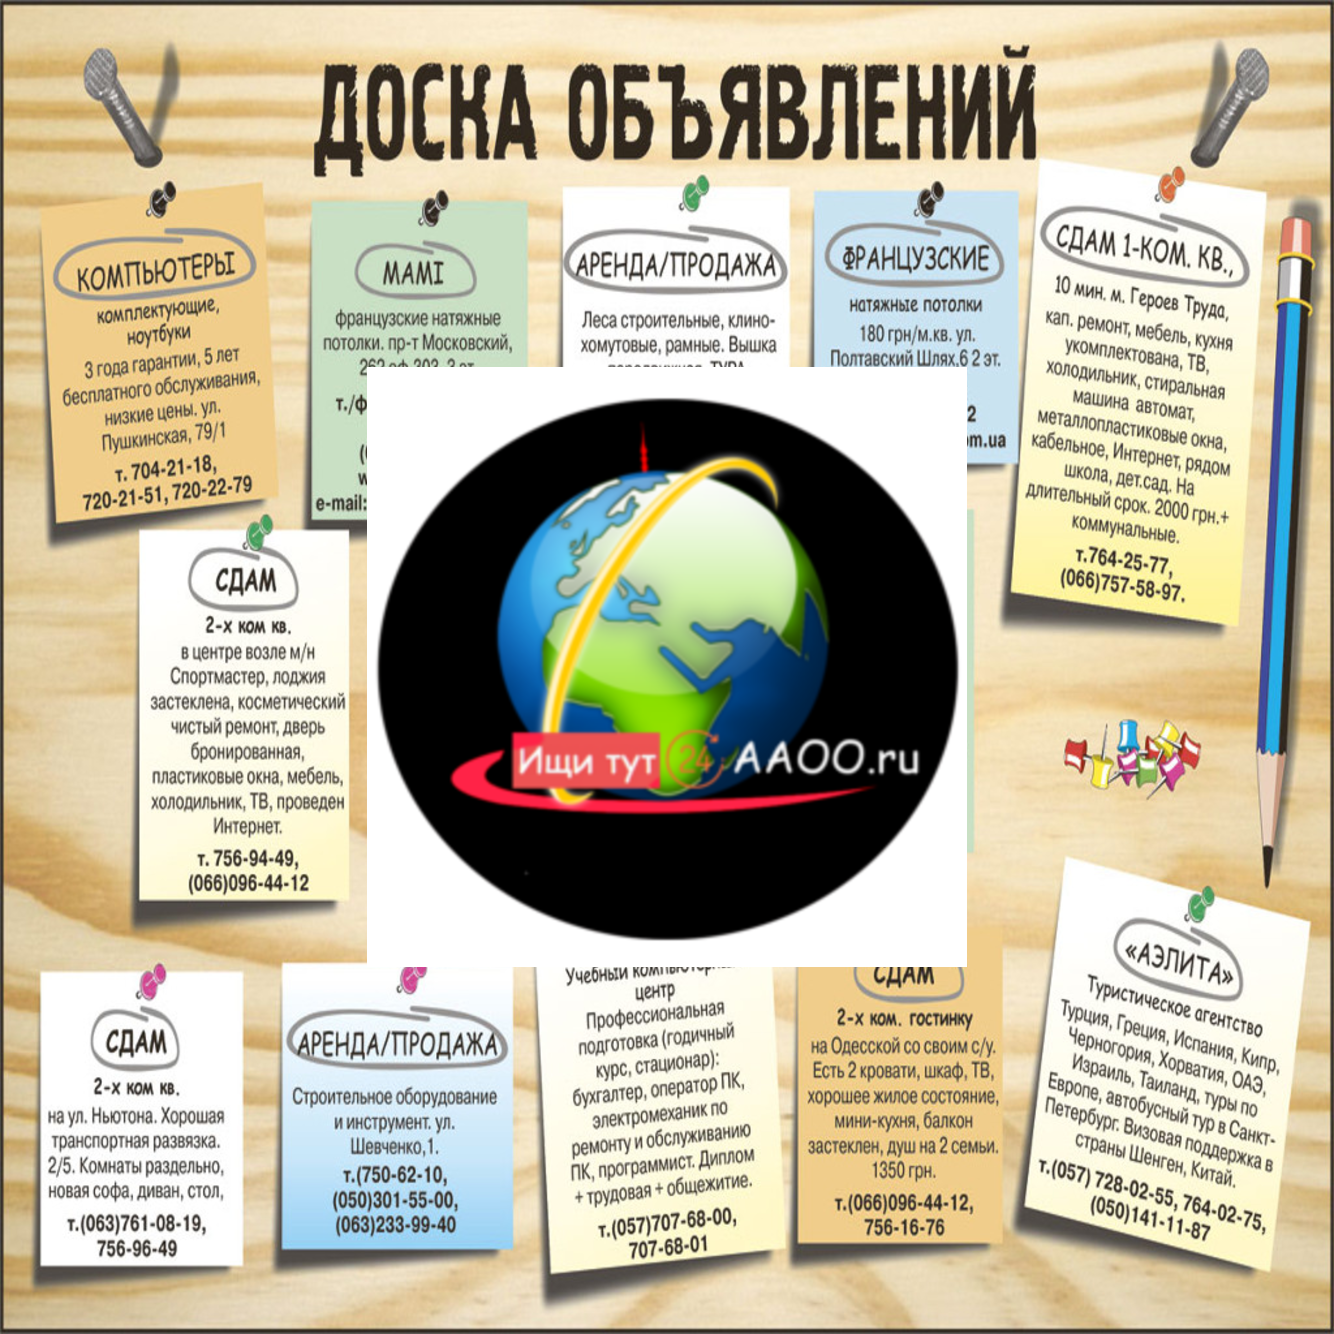 ДОСКА ОБЪЯВЛЕНИЙ
КОМПЬЮТЕРЫ
комплектующие,
ноутбуки
3 года гарантии, 5 лет
бесплатного обслуживания,
низкие цены. ул.
Пушкинская, 79/1
т. 704-21-18,
720-21-51, 720-22-79
МАМІ
французские натяжные
потолки. пр-т Московский,
т./ф
e-mail:
АРЕНДА/ПРОДАЖА
Леса строительные, клино-
хомутовые, рамные. Вышка
ФРАНЦУЗСКИЕ
натяжные потолки
180 грн/м.кв. ул.
Полтавский Шлях.6 2 эт.
2
om.ua
СДАМ 1-КОМ. КВ.,
10 мин. м. Героев Труда,
кап. ремонт, мебель, кухня
укомплектована, ТВ,
холодильник, стиральная
машина автомат,
металлопластиковые окна,
кабельное, Интернет, рядом
школа, дет.сад. На
длительный срок. 2000 грн.+
коммунальные.
т.764-25-77,
(066)757-58-97.
СДАМ
2-х ком кв.
в центре возле м/н
Спортмастер, лоджия
застеклена, косметический
чистый ремонт, дверь
бронированная,
пластиковые окна, мебель,
холодильник, ТВ, проведен
Интернет.
т. 756-94-49,
(066)096-44-12
Ищи тут 24 ААОО.ru
СДАМ
2-х ком кв.
на ул. Ньютона. Хорошая
транспортная развязка.
2/5. Комнаты раздельно,
новая софа, диван, стол,
т.(063)761-08-19,
756-96-49
АРЕНДА/ПРОДАЖА
Строительное оборудование
и инструмент. ул.
Шевченко,1.
т.(750-62-10,
(050)301-55-00,
(063)233-99-40
Учебный
центр
Профессиональная
подготовка (годичный
курс, стационар):
бухгалтер, оператор ПК,
электромеханик по
ремонту и обслуживанию
ПК, программист. Диплом
+ трудовая + общежитие.
т.(057)707-68-00,
707-68-01
СДАМ
2-х ком. гостинку
на Одесской со своим с/у.
Есть 2 кровати, шкаф, ТВ,
хорошее жилое состояние,
мини-кухня, балкон
застеклен, душ на 2 семьи.
1350 грн.
т.(066)096-44-12,
756-16-76
«АЭЛИТА»
Туристическое агентство
Турция, Греция, Испания, Кипр,
Черногория, Хорватия, ОАЭ,
Израиль, Таиланд, туры по
Европе, автобусный тур в Санкт-
Петербург. Визовая поддержка в
страны Шенген, Китай.
т.(057) 728-02-55, 764-02-75,
(050)141-11-87